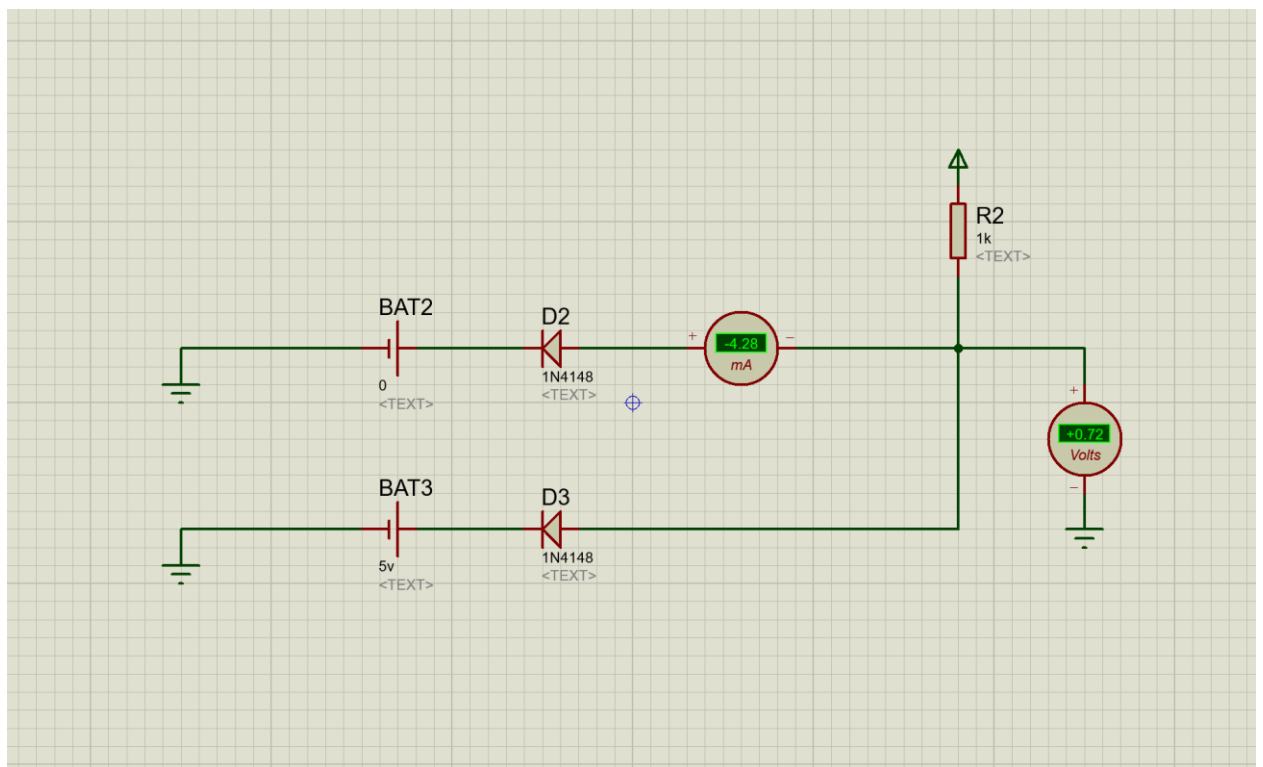 R2
1k
<TEXT>
BAT2
0
<TEXT>
D2
1N4148
<TEXT>
+ -4.28 −
mA
+
+0.72
Volts
−
BAT3
5v
<TEXT>
D3
1N4148
<TEXT>